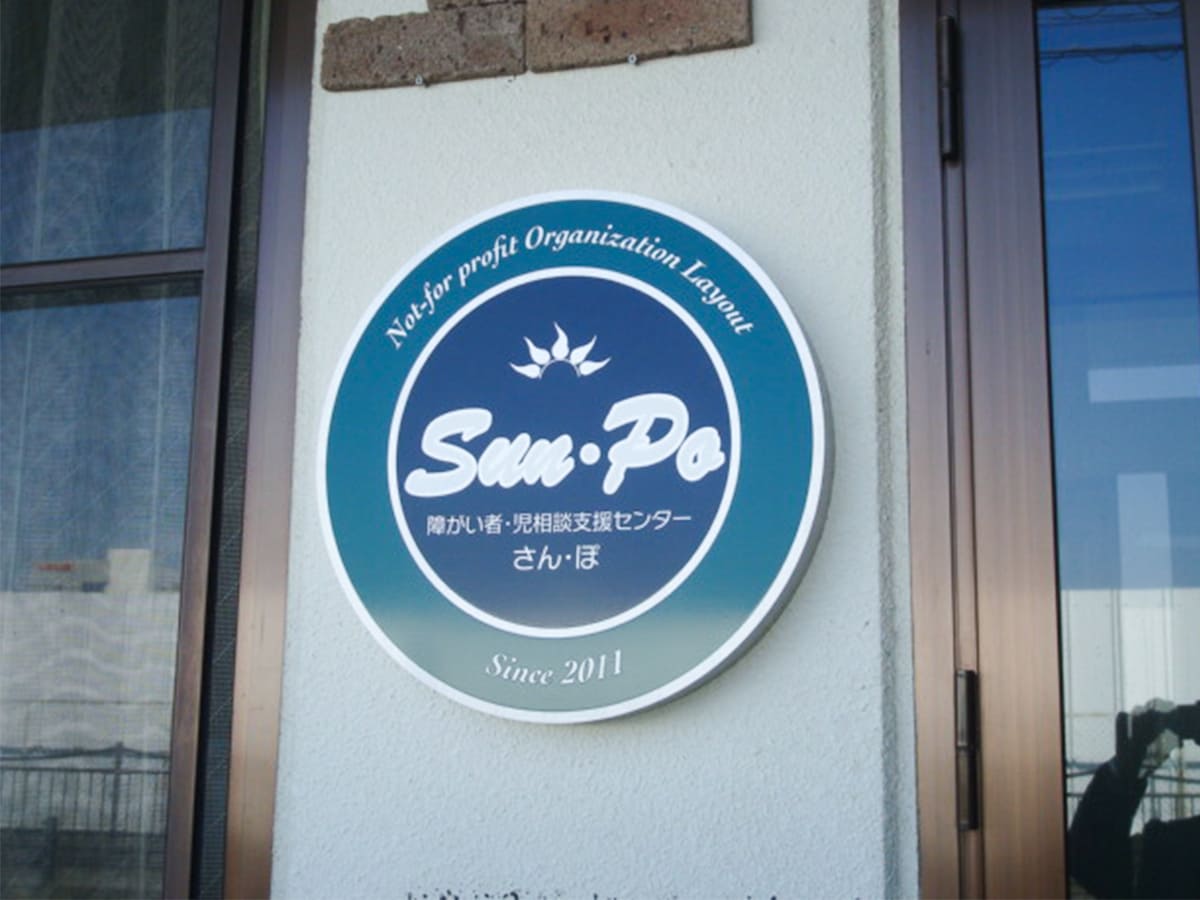 Not-for profit Organization Layout
Sun・Po
障がい者・児相談支援センター
さん・ぽ
Since 2011